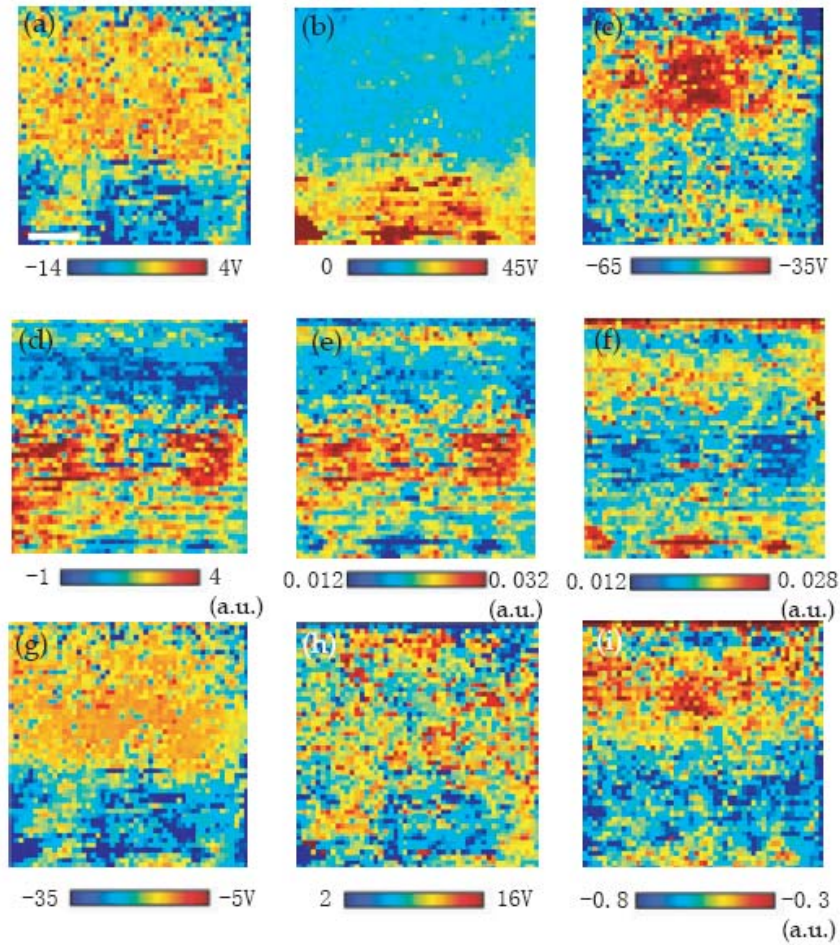 (a) (b) (c)
−14 4V 0 45V −65 −35V
(d) (e) (f)
−1 4 0.012 0.032 0.012 0.028
(a.u.) (a.u.) (a.u.)
(g) (h) (i)
−35 −5V 2 16V −0.8 −0.3
(a.u.)